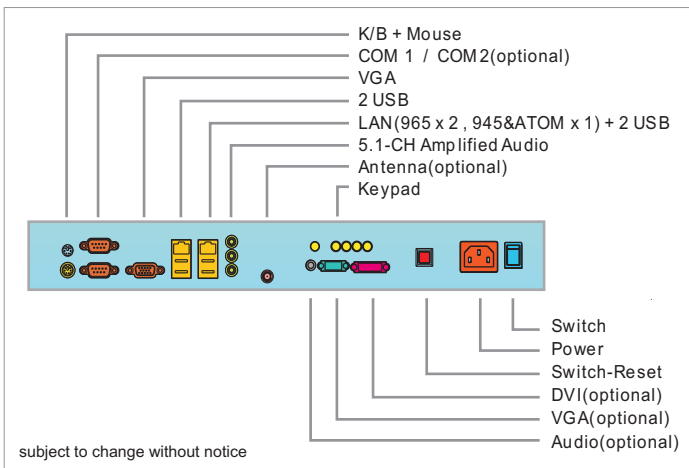 K/B + Mouse
COM 1 / COM2(optional)
VGA
2 USB
LAN(965 x 2 , 945&ATOM x 1) + 2 USB
5.1-CH Amplified Audio
Antenna(optional)
Keypad
Switch
Power
Switch-Reset
DVI(optional)
VGA(optional)
Audio(optional)
subject to change without notice